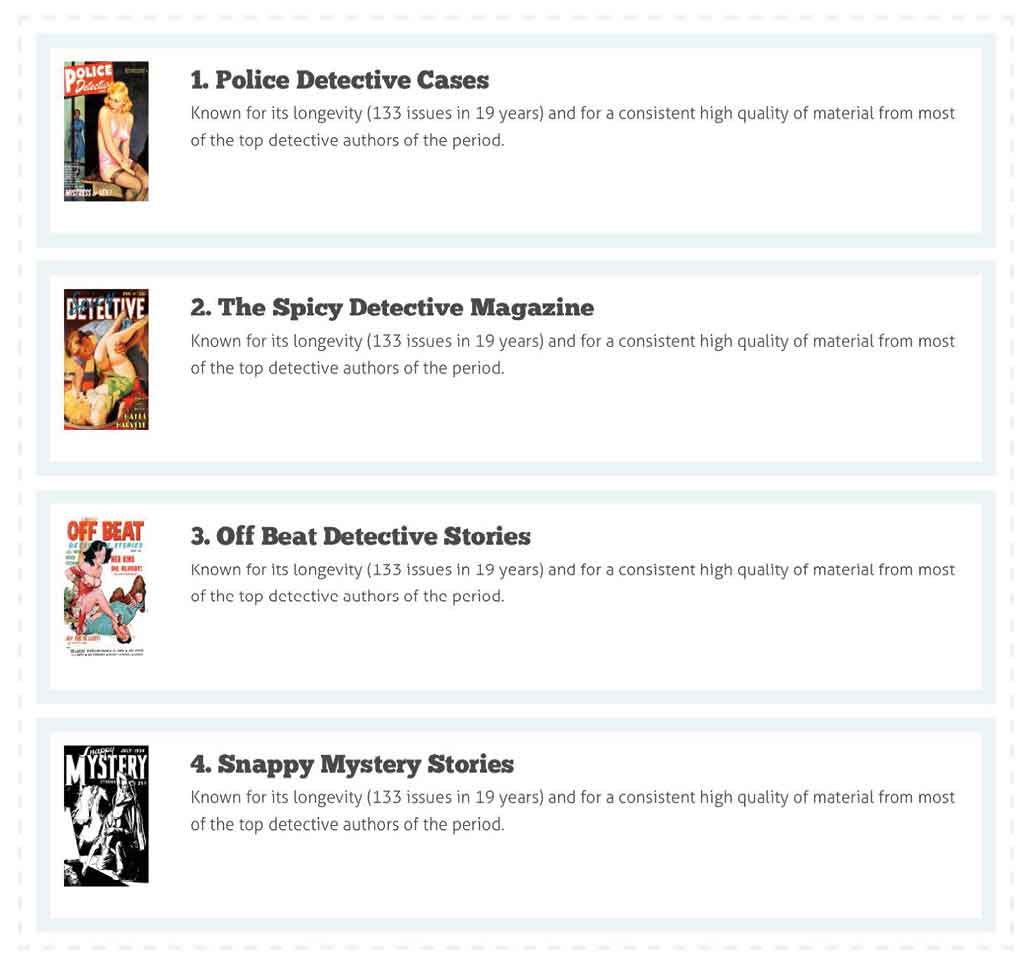 POLICE
Detective
MISTRESS
1. Police Detective Cases
Known for its longevity (133 issues in 19 years) and for a consistent high quality of material from most
of the top detective authors of the period.
DETECTIVE
2. The Spicy Detective Magazine
Known for its longevity (133 issues in 19 years) and for a consistent high quality of material from most
of the top detective authors of the period.
OFF BEAT
DETECTIVE STORIES
3. Off Beat Detective Stories
Known for its longevity (133 issues in 19 years) and for a consistent high quality of material from most
of the top detective authors of the period.
Snappy
JULY 1934
MYSTERY
4. Snappy Mystery Stories
Known for its longevity (133 issues in 19 years) and for a consistent high quality of material from most
of the top detective authors of the period.